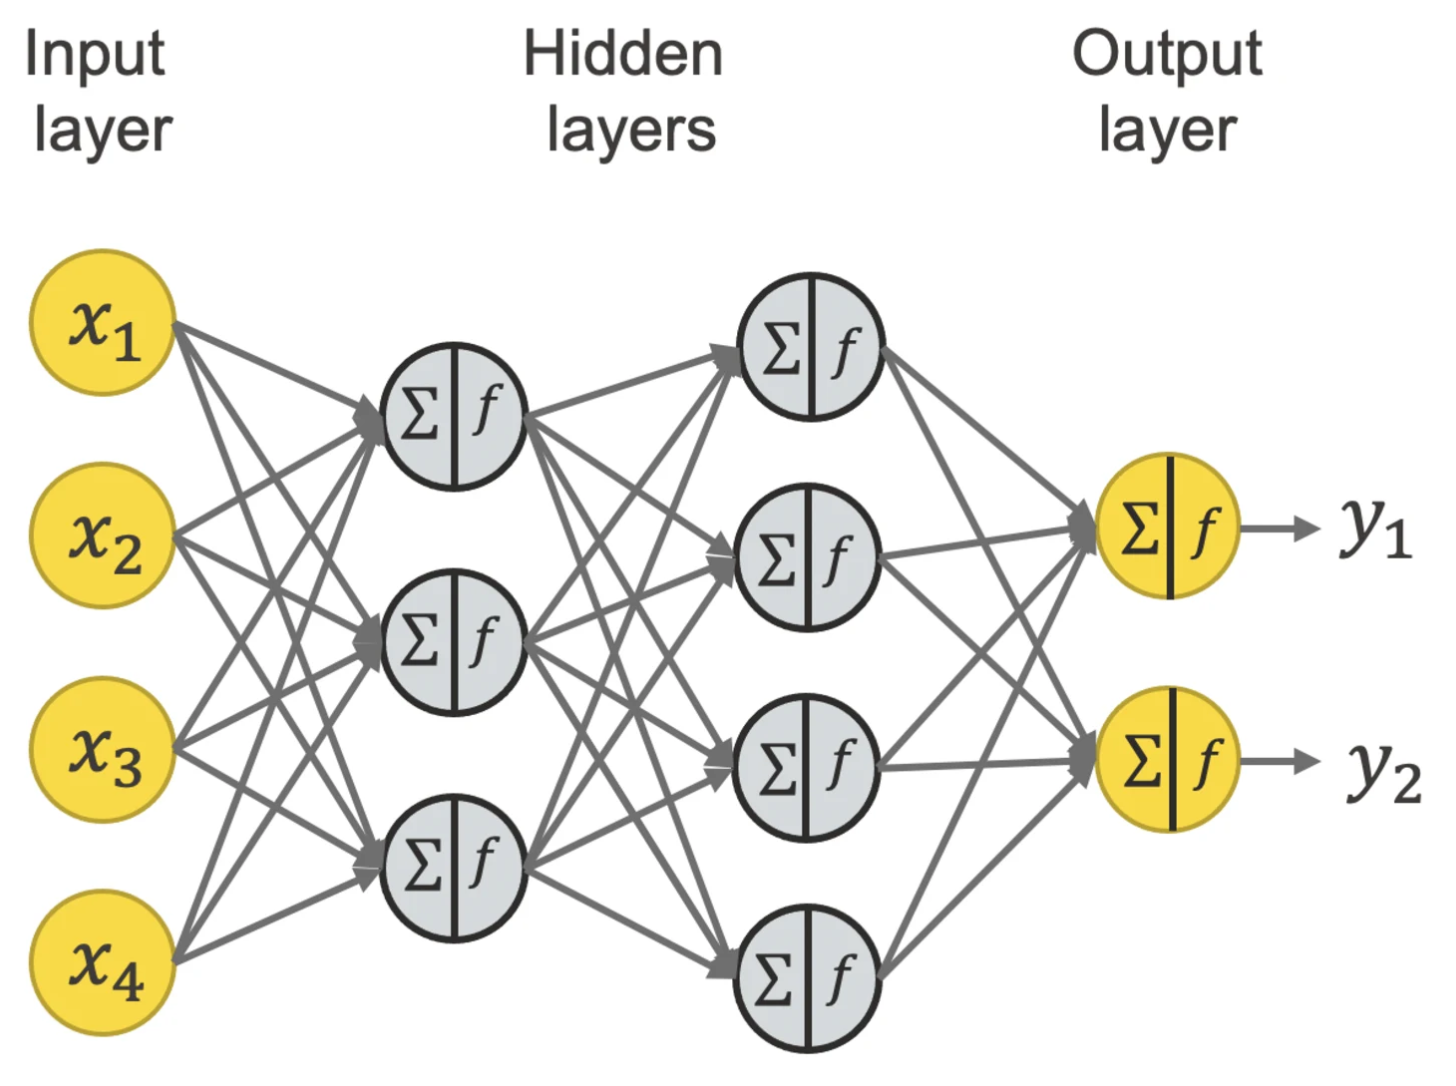 Input layer
Hidden layers
Output layer
x₁
x₂
x₃
x₄
Σ f
Σ f
Σ f
Σ f
Σ f
Σ f
Σ f
Σ f
y₁
Σ f
y₂